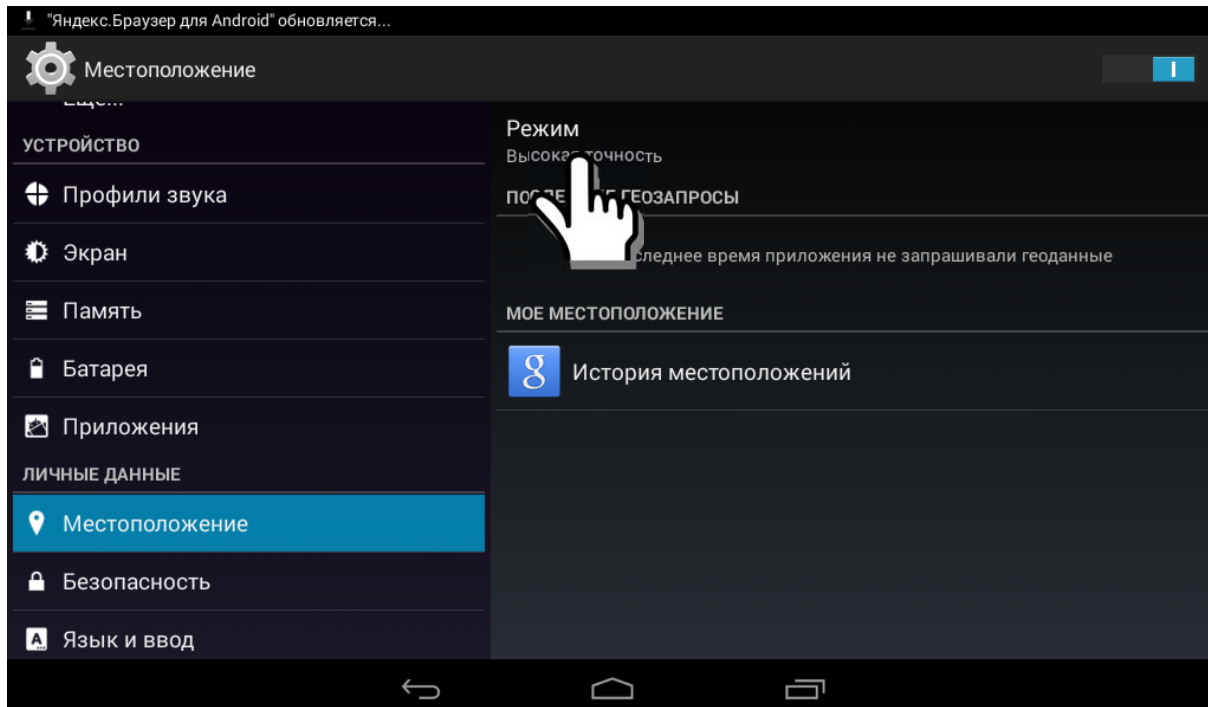 "Яндекс.Браузер для Android" обновляется...
Местоположение
Еще...
УСТРОЙСТВО
Профили звука
Экран
Память
Батарея
Приложения
ЛИЧНЫЕ ДАННЫЕ
Местоположение
Безопасность
Язык и ввод
Режим
Высокая точность
ГЕОЗАПРОСЫ
время приложения не запрашивали геоданные
МОЕ МЕСТОПОЛОЖЕНИЕ
g
История местоположений